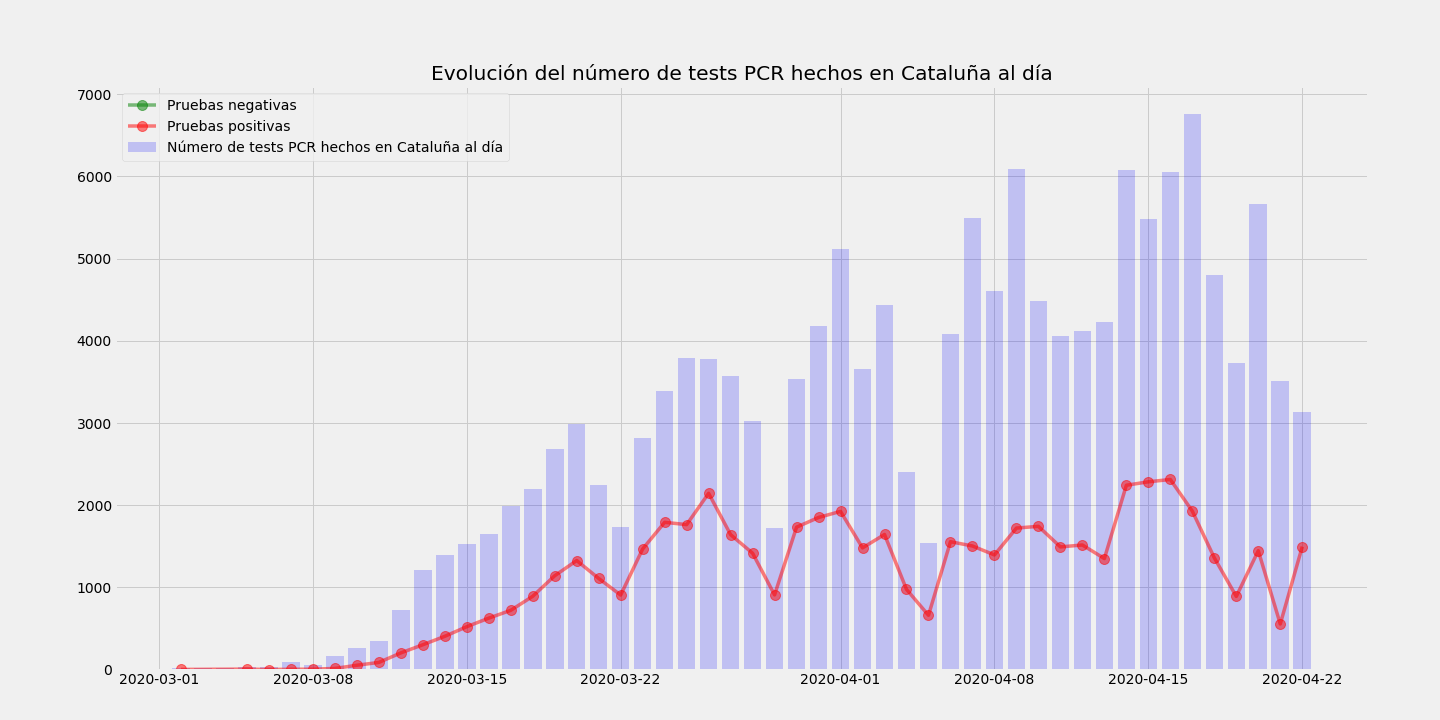 Evolución del número de tests PCR hechos en Cataluña al día
7000
6000
5000
4000
3000
2000
1000
0
Pruebas negativas
Pruebas positivas
Número de tests PCR hechos en Cataluña al día
2020-03-01 2020-03-08 2020-03-15 2020-03-22 2020-04-01 2020-04-08 2020-04-15 2020-04-22